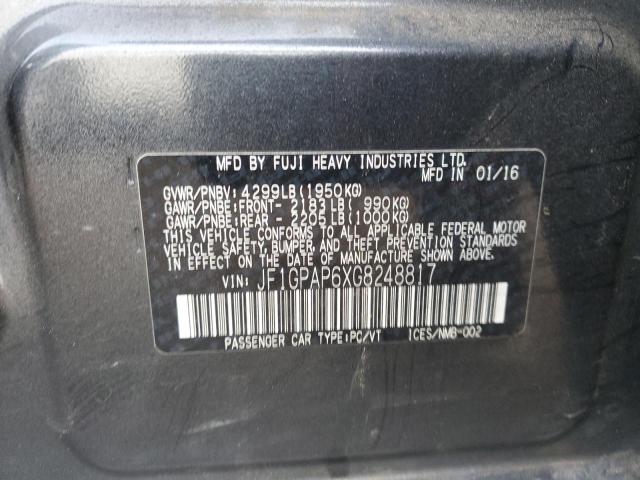 MFD BY FUJI HEAVY INDUSTRIES LTD.
MFD IN 01/16
GVWR/PNBV: 4299LB(1950KG)
GAWR/PNBE:FRONT- 2183LB( 990KG)
GAWR/PNBE:REAR - 2205LB(1000KG)
THIS VEHICLE CONFORMS TO ALL APPLICABLE FEDERAL MOTOR
VEHICLE SAFETY, BUMPER, AND THEFT PREVENTION STANDARDS
IN EFFECT ON THE DATE OF MANUFACTURE SHOWN ABOVE.
VIN: JF1GPAP6XG8248817
PASSENGER CAR TYPE:PC/VT ICES/NMB-002